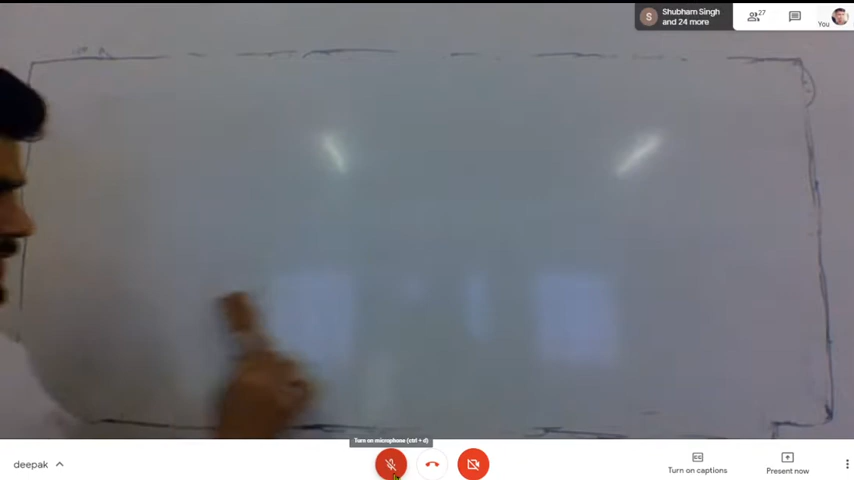 Shubham Singh
and 24 more
27
You
S
Turn on microphone (ctrl + d)
deepak
Turn on captions
Present now